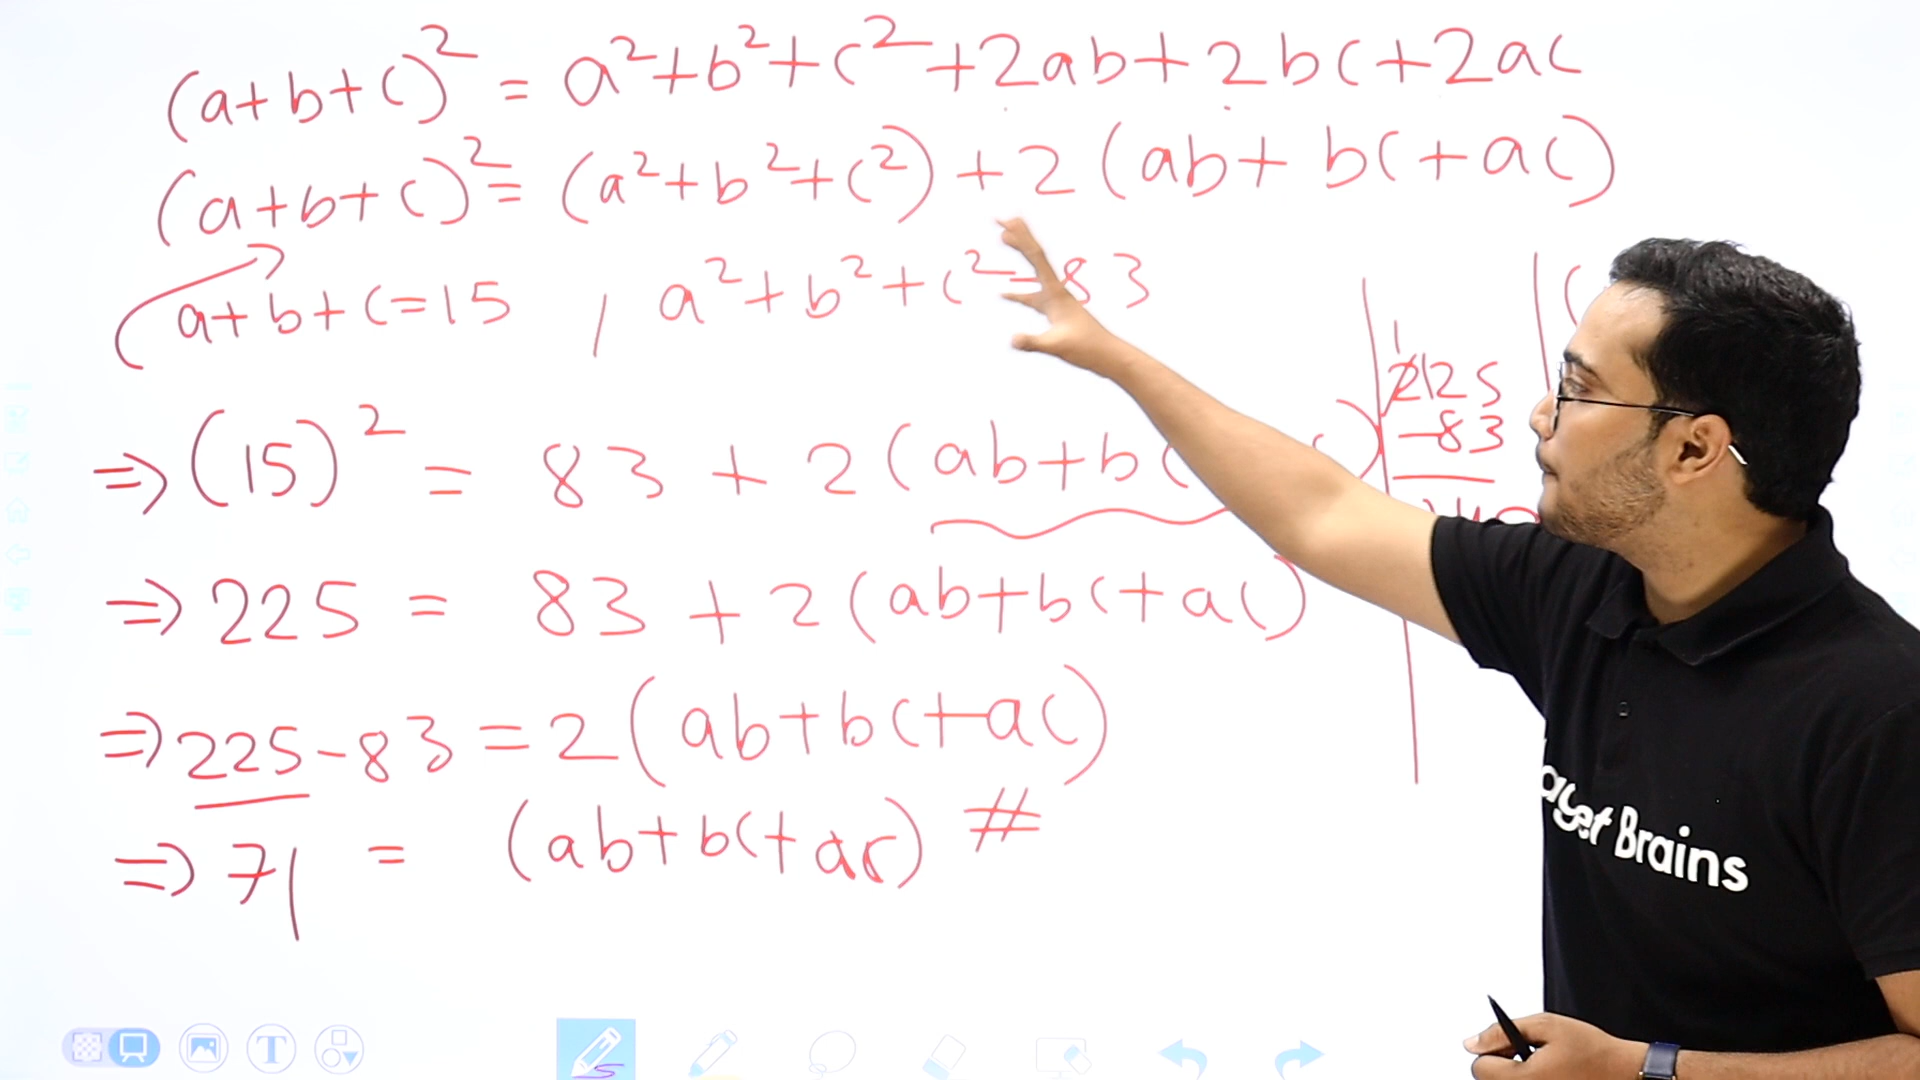 (a+b+c)² = a²+b²+c²+2ab+2bc+2ac
(a+b+c)² = (a²+b²+c²)+2(ab+bc+ac)
a+b+c=15 , a²+b²+c²=83
⇒(15)² = 83 + 2(ab+b
⇒225 = 83 + 2(ab+bc+ac)
⇒225-83=2(ab+bc+ac)
⇒71 = (ab+bc+ac) #
2125
-83
Brains
T